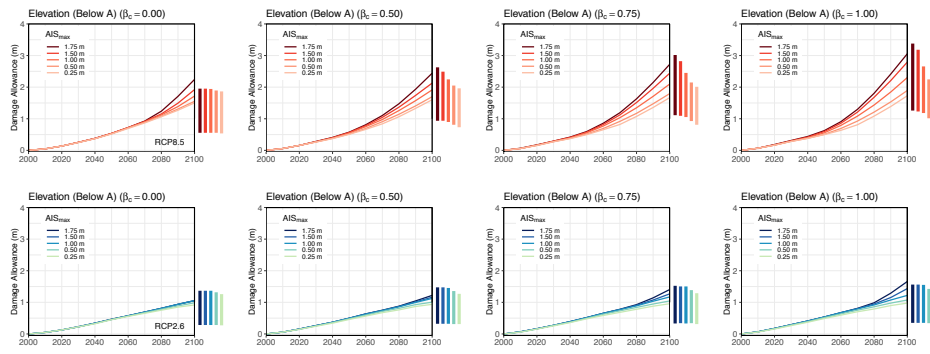 Elevation (Below A) (βc = 0.00)
Damage Allowance (m)
AISmax
1.75 m
1.50 m
1.00 m
0.50 m
0.25 m
4
3
2
1
0
RCP8.5
2000 2020 2040 2060 2080 2100
Elevation (Below A) (βc = 0.50)
Damage Allowance (m)
AISmax
1.75 m
1.50 m
1.00 m
0.50 m
0.25 m
4
3
2
1
0
2000 2020 2040 2060 2080 2100
Elevation (Below A) (βc = 0.75)
Damage Allowance (m)
AISmax
1.75 m
1.50 m
1.00 m
0.50 m
0.25 m
4
3
2
1
0
2000 2020 2040 2060 2080 2100
Elevation (Below A) (βc = 1.00)
Damage Allowance (m)
AISmax
1.75 m
1.50 m
1.00 m
0.50 m
0.25 m
4
3
2
1
0
2000 2020 2040 2060 2080 2100
Elevation (Below A) (βc = 0.00)
Damage Allowance (m)
AISmax
1.75 m
1.50 m
1.00 m
0.50 m
0.25 m
4
3
2
1
0
RCP2.6
2000 2020 2040 2060 2080 2100
Elevation (Below A) (βc = 0.50)
Damage Allowance (m)
AISmax
1.75 m
1.50 m
1.00 m
0.50 m
0.25 m
4
3
2
1
0
2000 2020 2040 2060 2080 2100
Elevation (Below A) (βc = 0.75)
Damage Allowance (m)
AISmax
1.75 m
1.50 m
1.00 m
0.50 m
0.25 m
4
3
2
1
0
2000 2020 2040 2060 2080 2100
Elevation (Below A) (βc = 1.00)
Damage Allowance (m)
AISmax
1.75 m
1.50 m
1.00 m
0.50 m
0.25 m
4
3
2
1
0
2000 2020 2040 2060 2080 2100